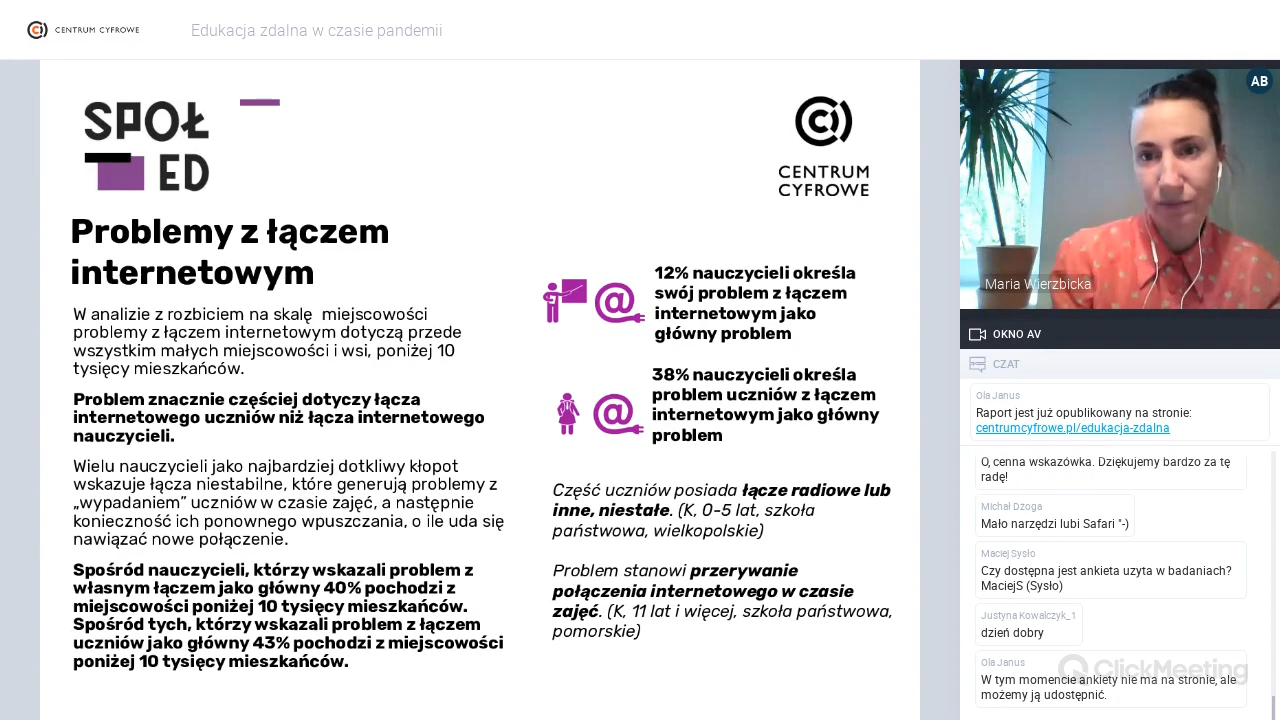 CENTRUM CYFROWE
Edukacja zdalna w czasie pandemii
SPOŁ
ED
CENTRUM
CYFROWE
Problemy z łączem
internetowym
W analizie z rozbiciem na skalę miejscowości
problemy z łączem internetowym dotyczą przede
wszystkim małych miejscowości i wsi, poniżej 10
tysięcy mieszkańców.
Problem znacznie częściej dotyczy łącza
internetowego uczniów niż łącza internetowego
nauczycieli.
Wielu nauczycieli jako najbardziej dotkliwy kłopot
wskazuje łącza niestabilne, które generują problemy z
„wypadaniem” uczniów w czasie zajęć, a następnie
konieczność ich ponownego wpuszczania, o ile uda się
nawiązać nowe połączenie.
Spośród nauczycieli, którzy wskazali problem z
własnym łączem jako główny 40% pochodzi z
miejscowości poniżej 10 tysięcy mieszkańców.
Spośród tych, którzy wskazali problem z łączem
uczniów jako główny 43% pochodzi z miejscowości
poniżej 10 tysięcy mieszkańców.
@
12% nauczycieli określa
swój problem z łączem
internetowym jako
główny problem
@
38% nauczycieli określa
problem uczniów z łączem
internetowym jako główny
problem
Część uczniów posiada łącze radiowe lub
inne, niestałe. (K, 0-5 lat, szkoła
państwowa, wielkopolskie)
Problem stanowi przerywanie
połączenia internetowego w czasie
zajęć. (K, 11 lat i więcej, szkoła państwowa,
pomorskie)
AB
Maria Wierzbicka
OKNO AV
CZAT
Ola Janus
Raport jest już opublikowany na stronie:
centrumcyfrowe.pl/edukacja-zdalna
O, cenna wskazówka. Dziękujemy bardzo za tę
radę!
Michał Dżoga
Mało narzędzi lubi Safari "-)
Maciej Sysło
Czy dostępna jest ankieta uzyta w badaniach?
MaciejS (Sysło)
Justyna Kowalczyk_1
dzień dobry
Ola Janus
ClickMeeting
W tym momencie ankiety nie ma na stronie, ale
możemy ją udostępnić.